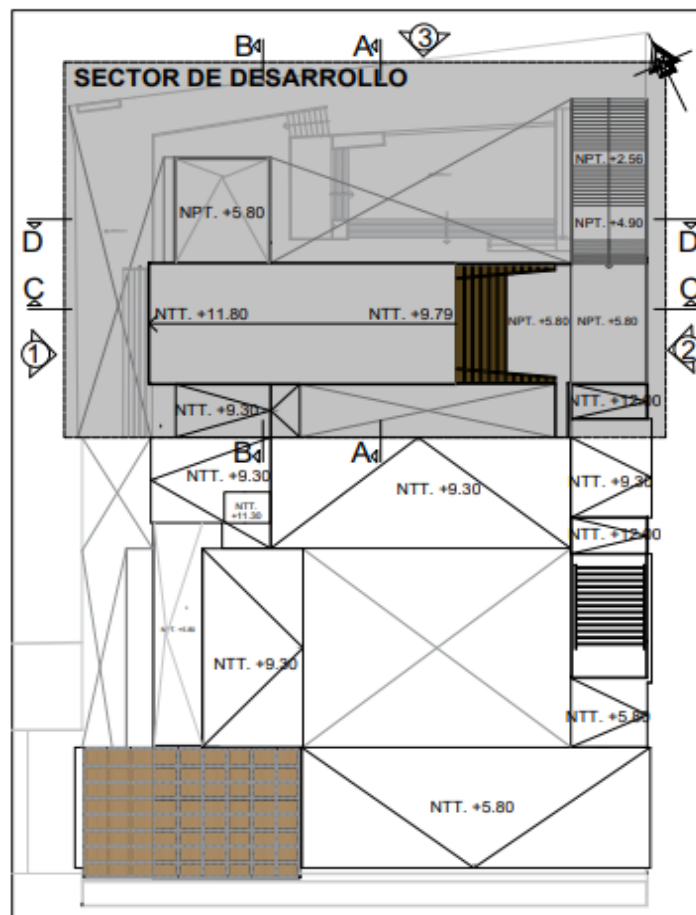 B A 3
SECTOR DE DESARROLLO
NPT. +2.56
NPT. +5.80 NPT. +4.90
D D
C C
NTT. +11.80 NTT. +9.79 NPT. +5.80 NPT. +5.80
1 2
NTT. +9.30 NTT. +12.00
B A
NTT. +9.30 NTT. +9.30 NTT. +9.30
NTT.
+11.30
NTT. +12.00
NTT. +9.30
NTT. +5.80
NTT. +5.80